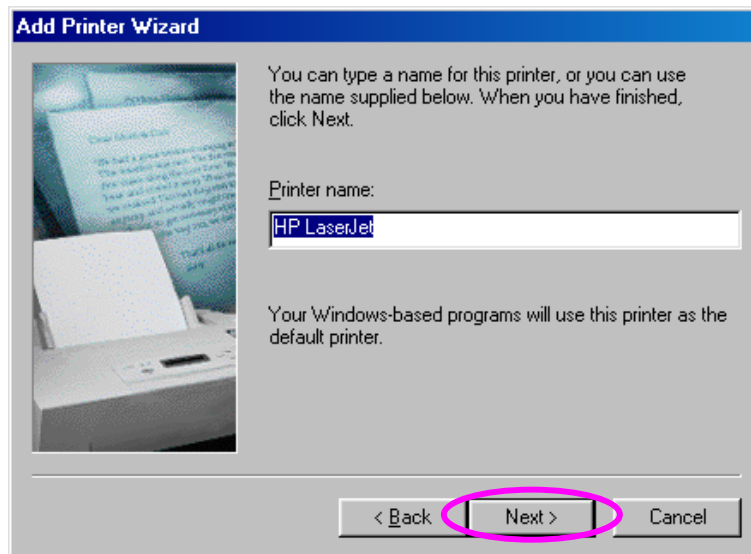 Add Printer Wizard
You can type a name for this printer, or you can use
the name supplied below. When you have finished,
click Next.
Printer name:
HP LaserJet
Your Windows-based programs will use this printer as the
default printer.
< Back
Next >
Cancel